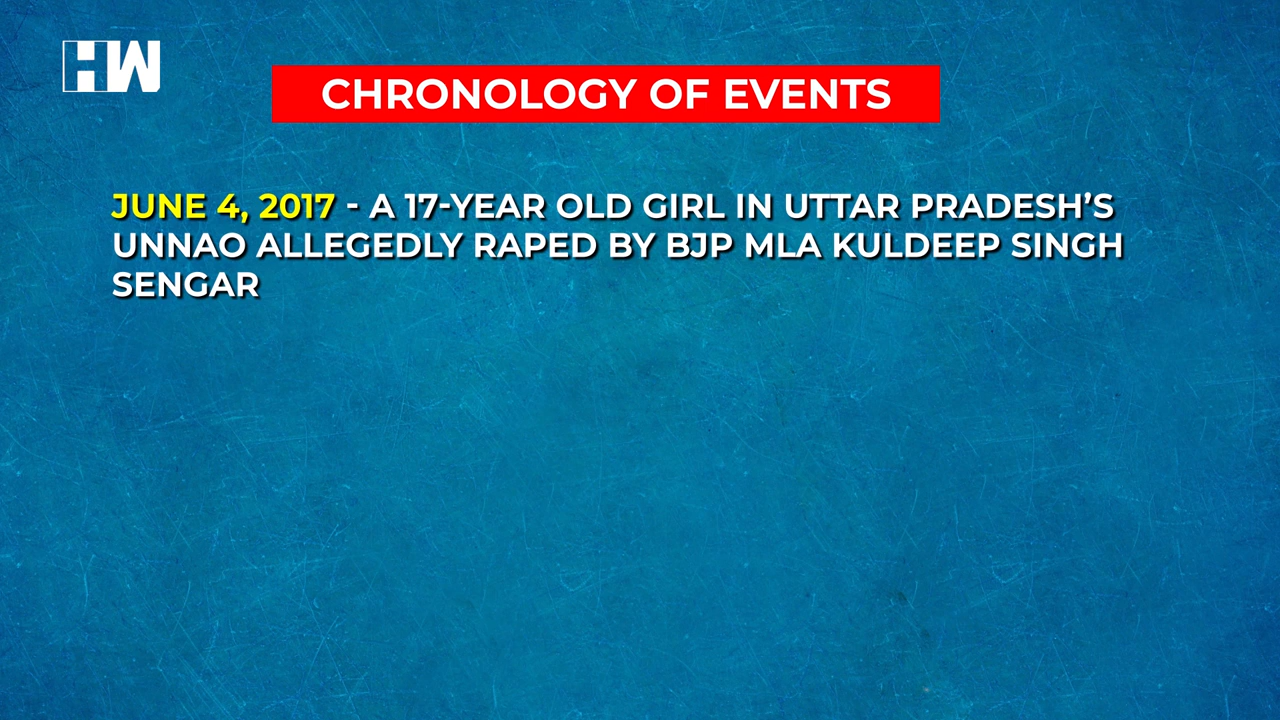 HW
CHRONOLOGY OF EVENTS
JUNE 4, 2017 - A 17-YEAR OLD GIRL IN UTTAR PRADESH’S
UNNAO ALLEGEDLY RAPED BY BJP MLA KULDEEP SINGH
SENGAR